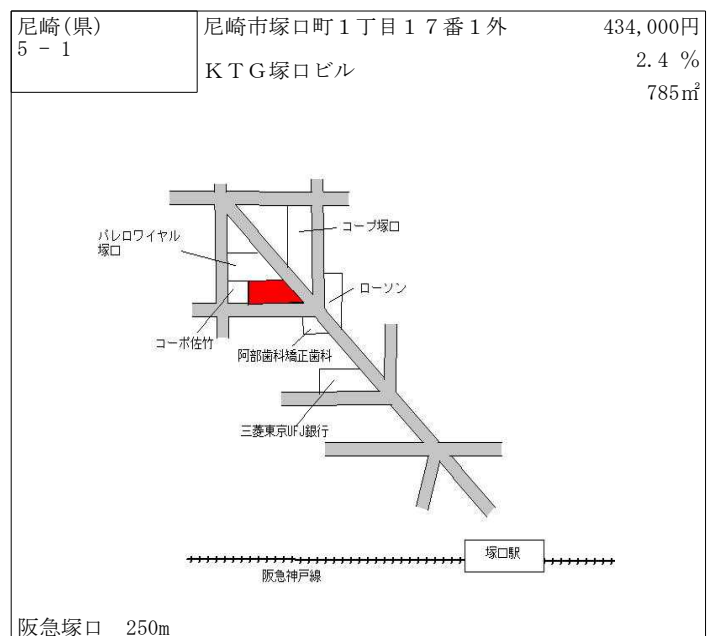 尼崎(県)
5 - 1
尼崎市塚口町1丁目17番1外
KTG塚口ビル
434,000円
2.4 %
785㎡
コープ塚口
パレロワイヤル
塚口
ローソン
コーポ佐竹
阿部歯科矯正歯科
三菱東京UFJ銀行
塚口駅
阪急神戸線
阪急塚口 250m